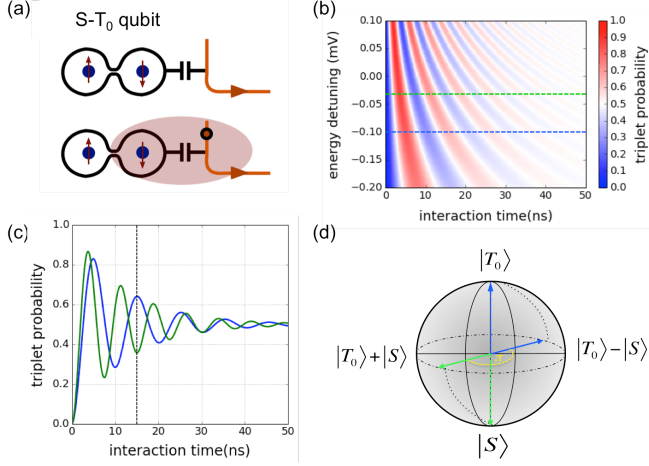 (a)
S-T₀ qubit
(b)
energy detuning (mV)
0.10
0.05
0.00
−0.05
−0.10
−0.15
−0.20
0 10 20 30 40 50
interaction time(ns)
1.0
0.9
0.8
0.7
0.6
0.5
0.4
0.3
0.2
0.1
0.0
triplet probability
(c)
triplet probability
1.0
0.8
0.6
0.4
0.2
0.0
0 10 20 30 40 50
interaction time(ns)
(d)
|T₀⟩
|T₀⟩+|S⟩
|T₀⟩−|S⟩
|S⟩